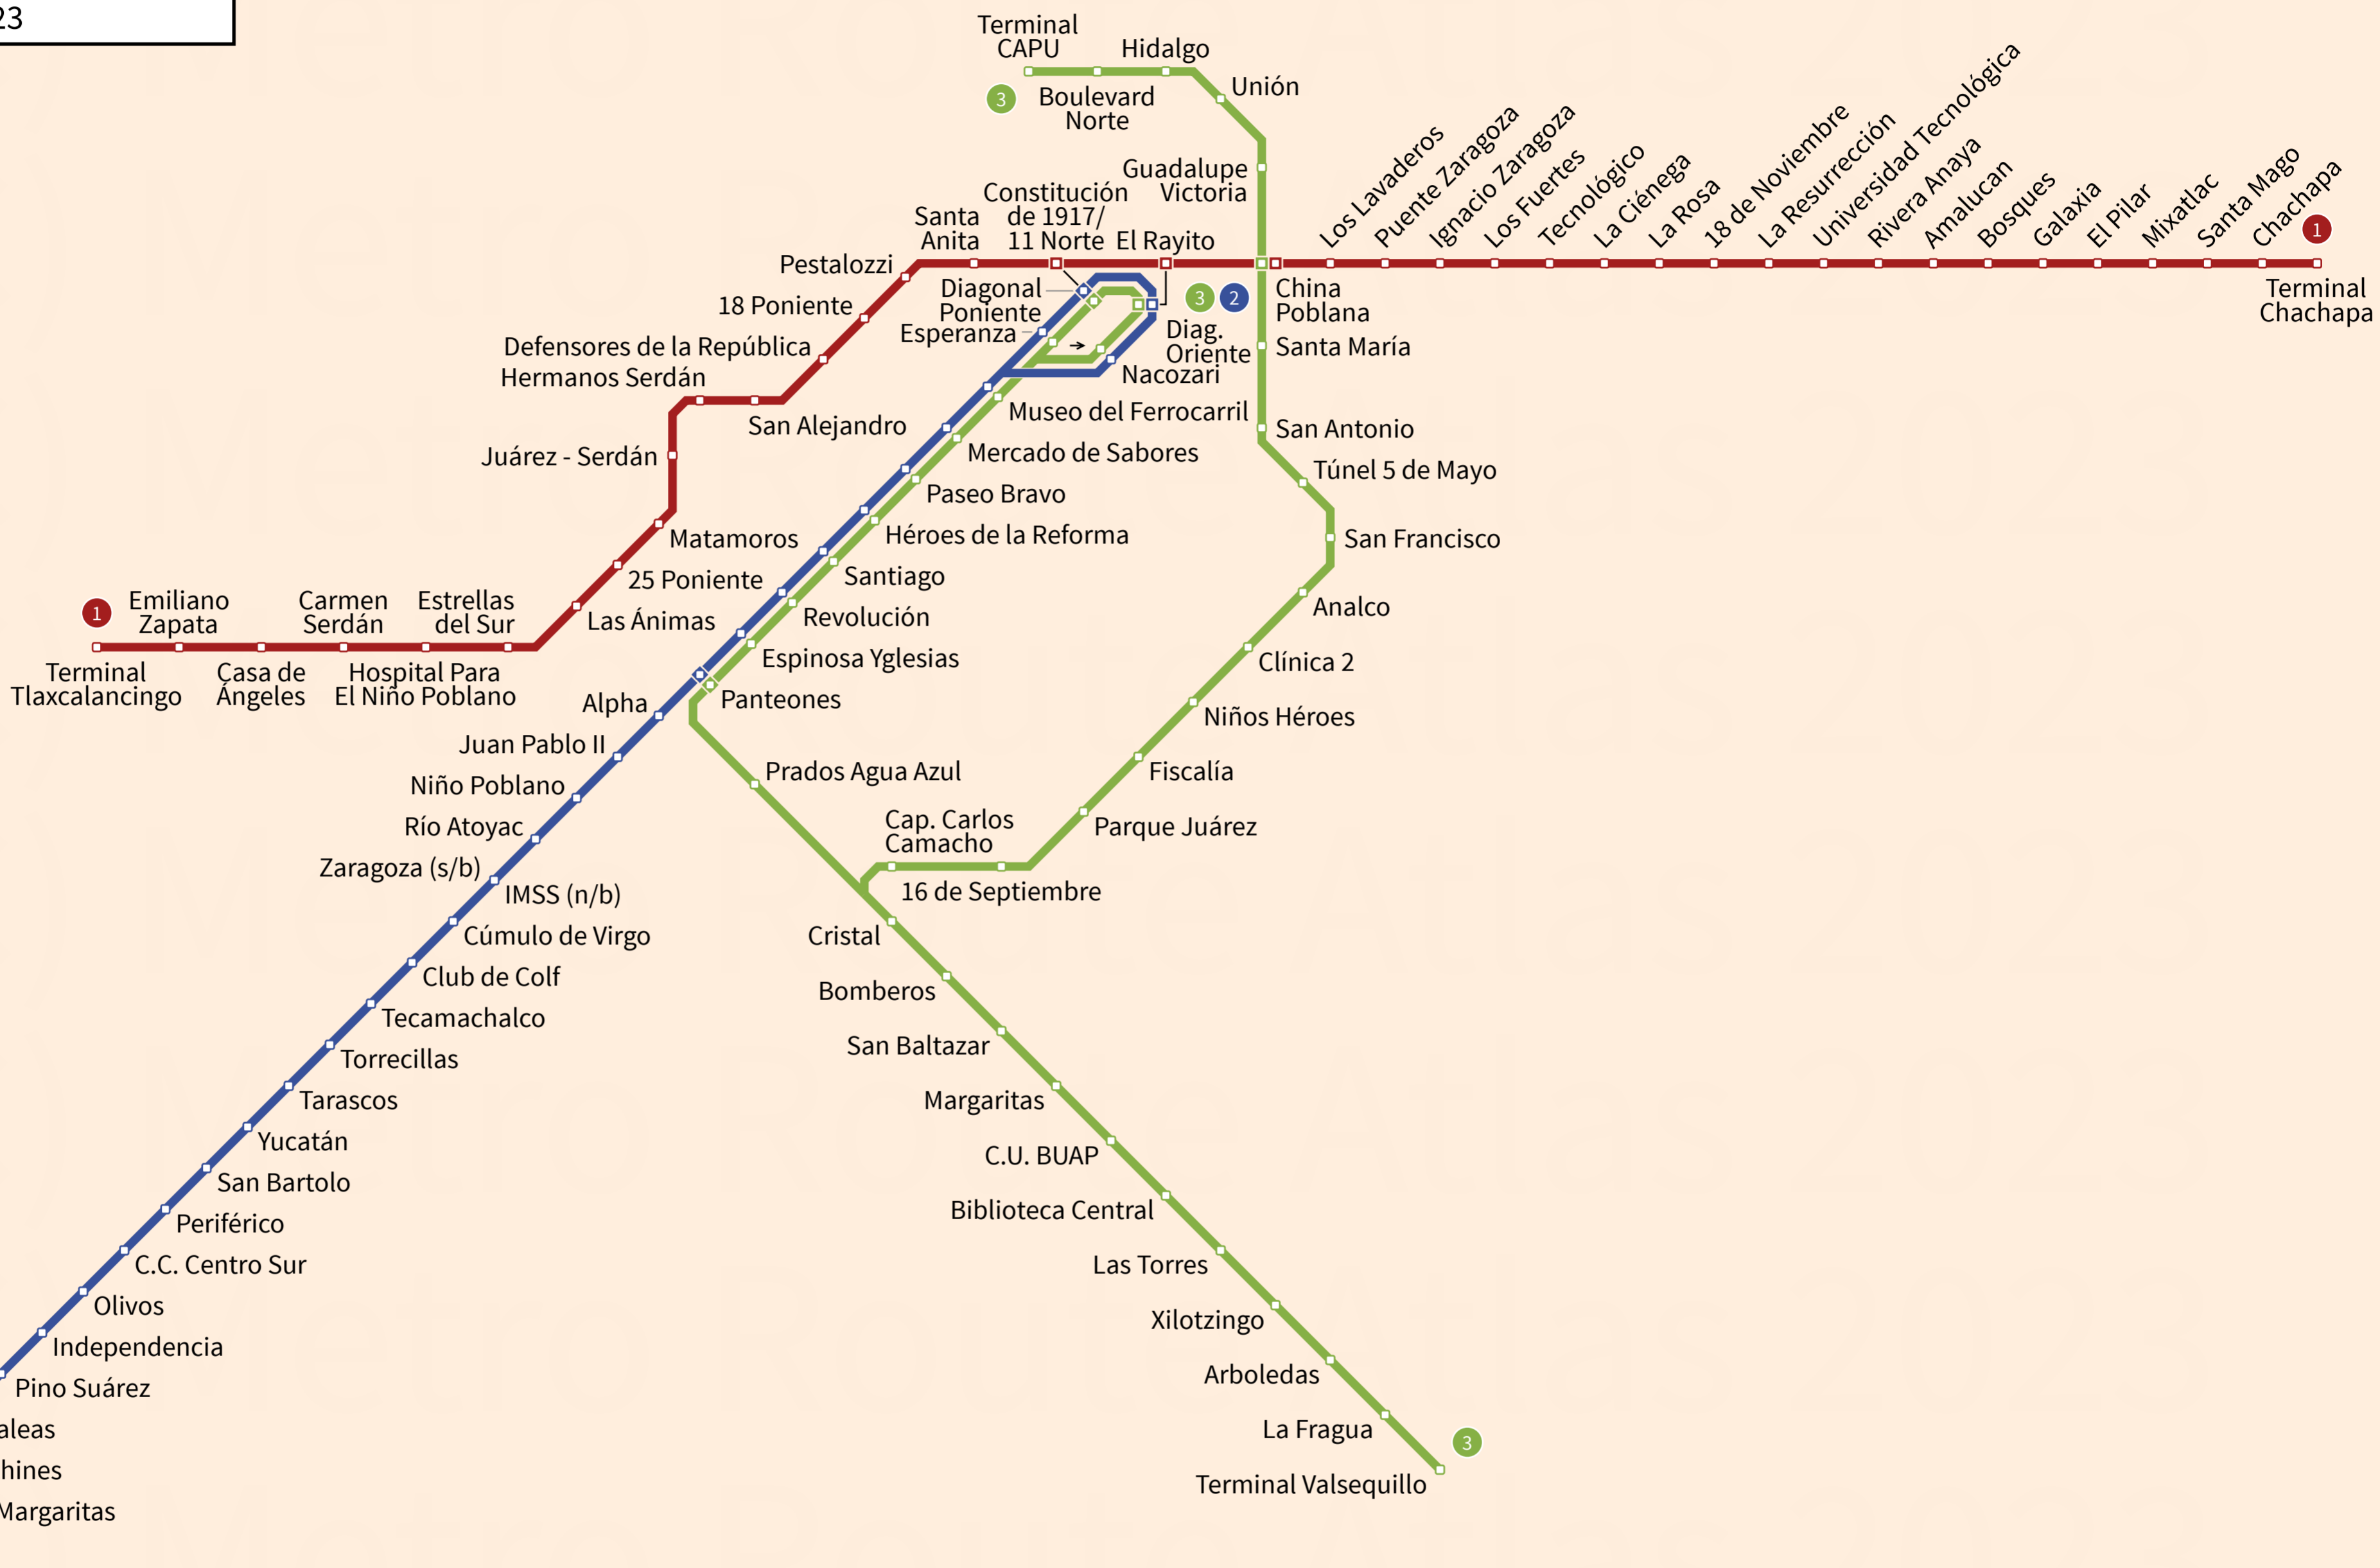 23
Terminal
CAPU
Hidalgo
3
Boulevard
Norte
Unión
Guadalupe
Victoria
Constitución
de 1917/
11 Norte
El Rayito
Santa
Anita
Pestalozzi
18 Poniente
Defensores de la República
Hermanos Serdán
San Alejandro
Juárez - Serdán
Matamoros
25 Poniente
Las Ánimas
1
Emiliano
Zapata
Carmen
Serdán
Estrellas
del Sur
Terminal
Tlaxcalancingo
Casa de
Ángeles
Hospital Para
El Niño Poblano
Los Lavaderos
Puente Zaragoza
Ignacio Zaragoza
Los Fuertes
Tecnológico
La Ciénega
La Rosa
18 de Noviembre
La Resurrección
Universidad Tecnológica
Rivera Anaya
Amalucan
Bosques
Galaxia
El Pilar
Mixatlac
Santa Mago
Chachapa
1
Terminal
Chachapa
Diagonal
Poniente
Esperanza
→
3
2
Diag.
Oriente
Nacozari
China
Poblana
Santa María
San Antonio
Túnel 5 de Mayo
San Francisco
Analco
Clínica 2
Niños Héroes
Fiscalía
Parque Juárez
Cap. Carlos
Camacho
16 de Septiembre
Museo del Ferrocarril
Mercado de Sabores
Paseo Bravo
Héroes de la Reforma
Santiago
Revolución
Espinosa Yglesias
Panteones
Prados Agua Azul
Cristal
Bomberos
San Baltazar
Margaritas
C.U. BUAP
Biblioteca Central
Las Torres
Xilotzingo
Arboledas
La Fragua
3
Terminal Valsequillo
Alpha
Juan Pablo II
Niño Poblano
Río Atoyac
Zaragoza (s/b)
IMSS (n/b)
Cúmulo de Virgo
Club de Colf
Tecamachalco
Torrecillas
Tarascos
Yucatán
San Bartolo
Periférico
C.C. Centro Sur
Olivos
Independencia
Pino Suárez
aleas
hines
Margaritas